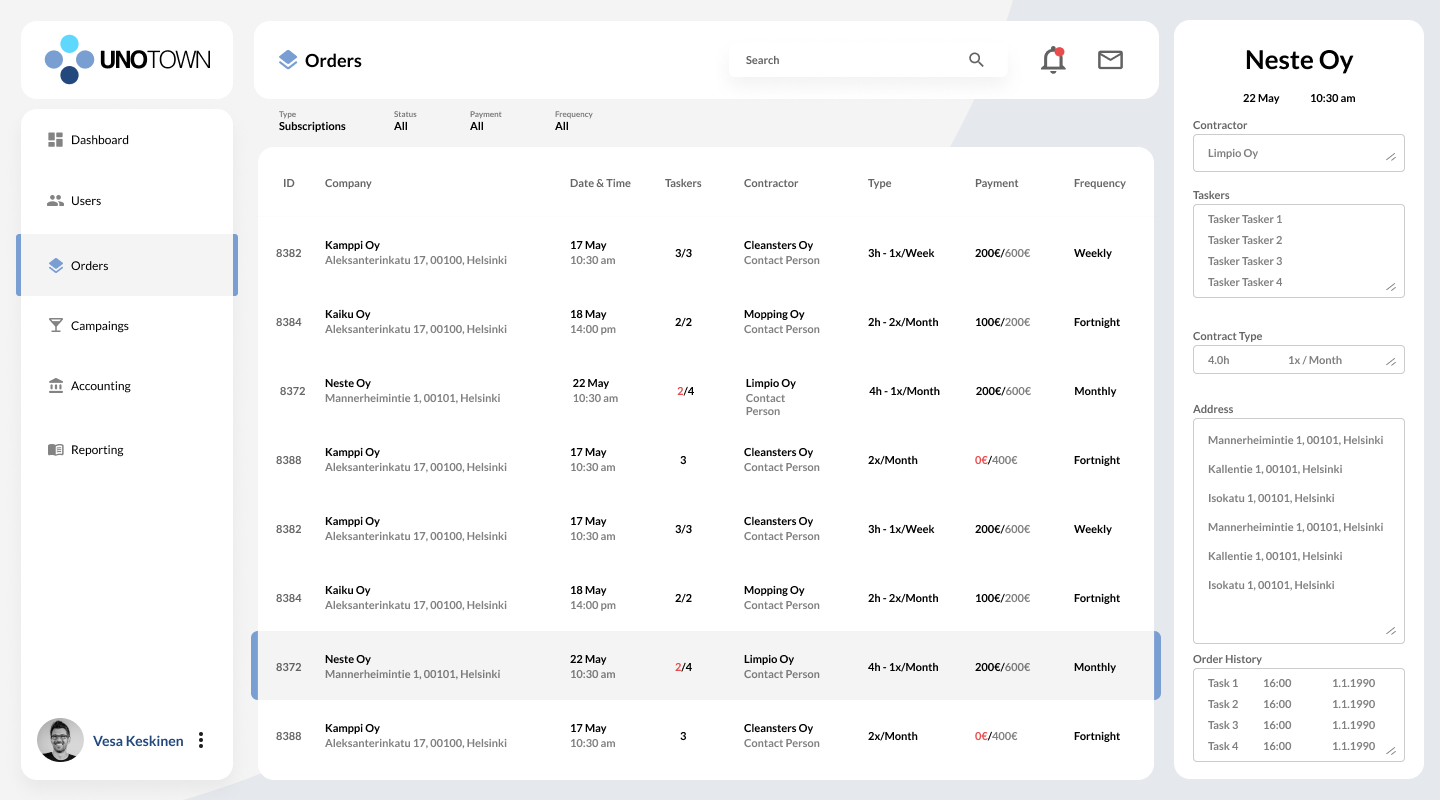 UNOTOWN
Dashboard
Users
Orders
Campaings
Accounting
Reporting
Vesa Keskinen
Orders
Search
Type Status Payment Frequency
Subscriptions All All All
ID Company Date & Time Taskers Contractor Type Payment Frequency
Kamppi Oy 17 May Cleansters Oy
8382 3/3 3h - 1x/Week 200€/600€ Weekly
Aleksanterinkatu 17, 00100, Helsinki 10:30 am Contact Person
Kaiku Oy 18 May Mopping Oy
8384 2/2 2h - 2x/Month 100€/200€ Fortnight
Aleksanterinkatu 17, 00100, Helsinki 14:00 pm Contact Person
Neste Oy 22 May Limpio Oy
8372 2/4 4h - 1x/Month 200€/600€ Monthly
Mannerheimintie 1, 00101, Helsinki 10:30 am Contact
Person
Kamppi Oy 17 May Cleansters Oy
8388 3 2x/Month 0€/400€ Fortnight
Aleksanterinkatu 17, 00100, Helsinki 10:30 am Contact Person
Kamppi Oy 17 May Cleansters Oy
8382 3/3 3h - 1x/Week 200€/600€ Weekly
Aleksanterinkatu 17, 00100, Helsinki 10:30 am Contact Person
Kaiku Oy 18 May Mopping Oy
8384 2/2 2h - 2x/Month 100€/200€ Fortnight
Aleksanterinkatu 17, 00100, Helsinki 14:00 pm Contact Person
Neste Oy 22 May Limpio Oy
8372 2/4 4h - 1x/Month 200€/600€ Monthly
Mannerheimintie 1, 00101, Helsinki 10:30 am Contact Person
Kamppi Oy 17 May Cleansters Oy
8388 3 2x/Month 0€/400€ Fortnight
Aleksanterinkatu 17, 00100, Helsinki 10:30 am Contact Person
Neste Oy
22 May 10:30 am
Contractor
Limpio Oy
Taskers
Tasker Tasker 1
Tasker Tasker 2
Tasker Tasker 3
Tasker Tasker 4
Contract Type
4.0h 1x / Month
Address
Mannerheimintie 1, 00101, Helsinki
Kallentie 1, 00101, Helsinki
Isokatu 1, 00101, Helsinki
Mannerheimintie 1, 00101, Helsinki
Kallentie 1, 00101, Helsinki
Isokatu 1, 00101, Helsinki
Order History
Task 1 16:00 1.1.1990
Task 2 16:00 1.1.1990
Task 3 16:00 1.1.1990
Task 4 16:00 1.1.1990